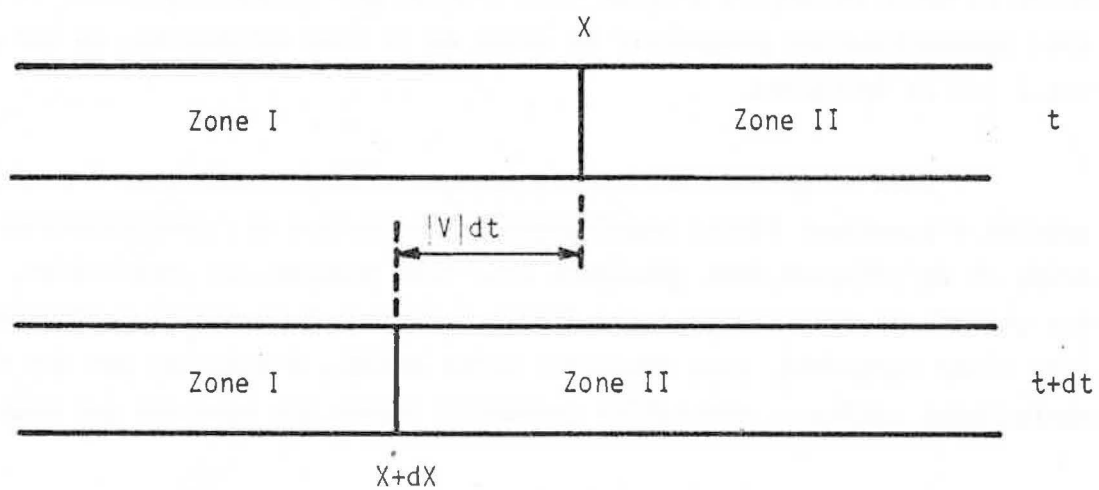 X
Zone I Zone II t
|V|dt
Zone I Zone II t+dt
X+dX